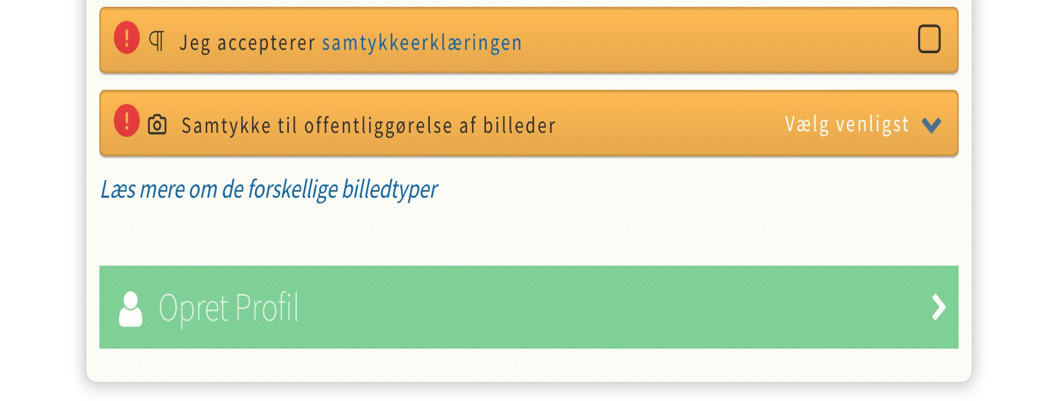 Jeg accepterer samtykkeerklæringen
Samtykke til offentliggørelse af billeder Vælg venligst
Læs mere om de forskellige billedtyper
Opret Profil